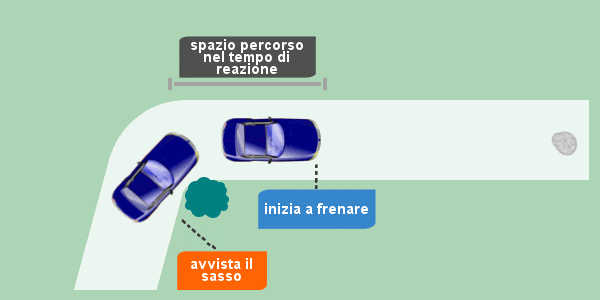 spazio percorso
nel tempo di
reazione
inizia a frenare
avvista il
sasso